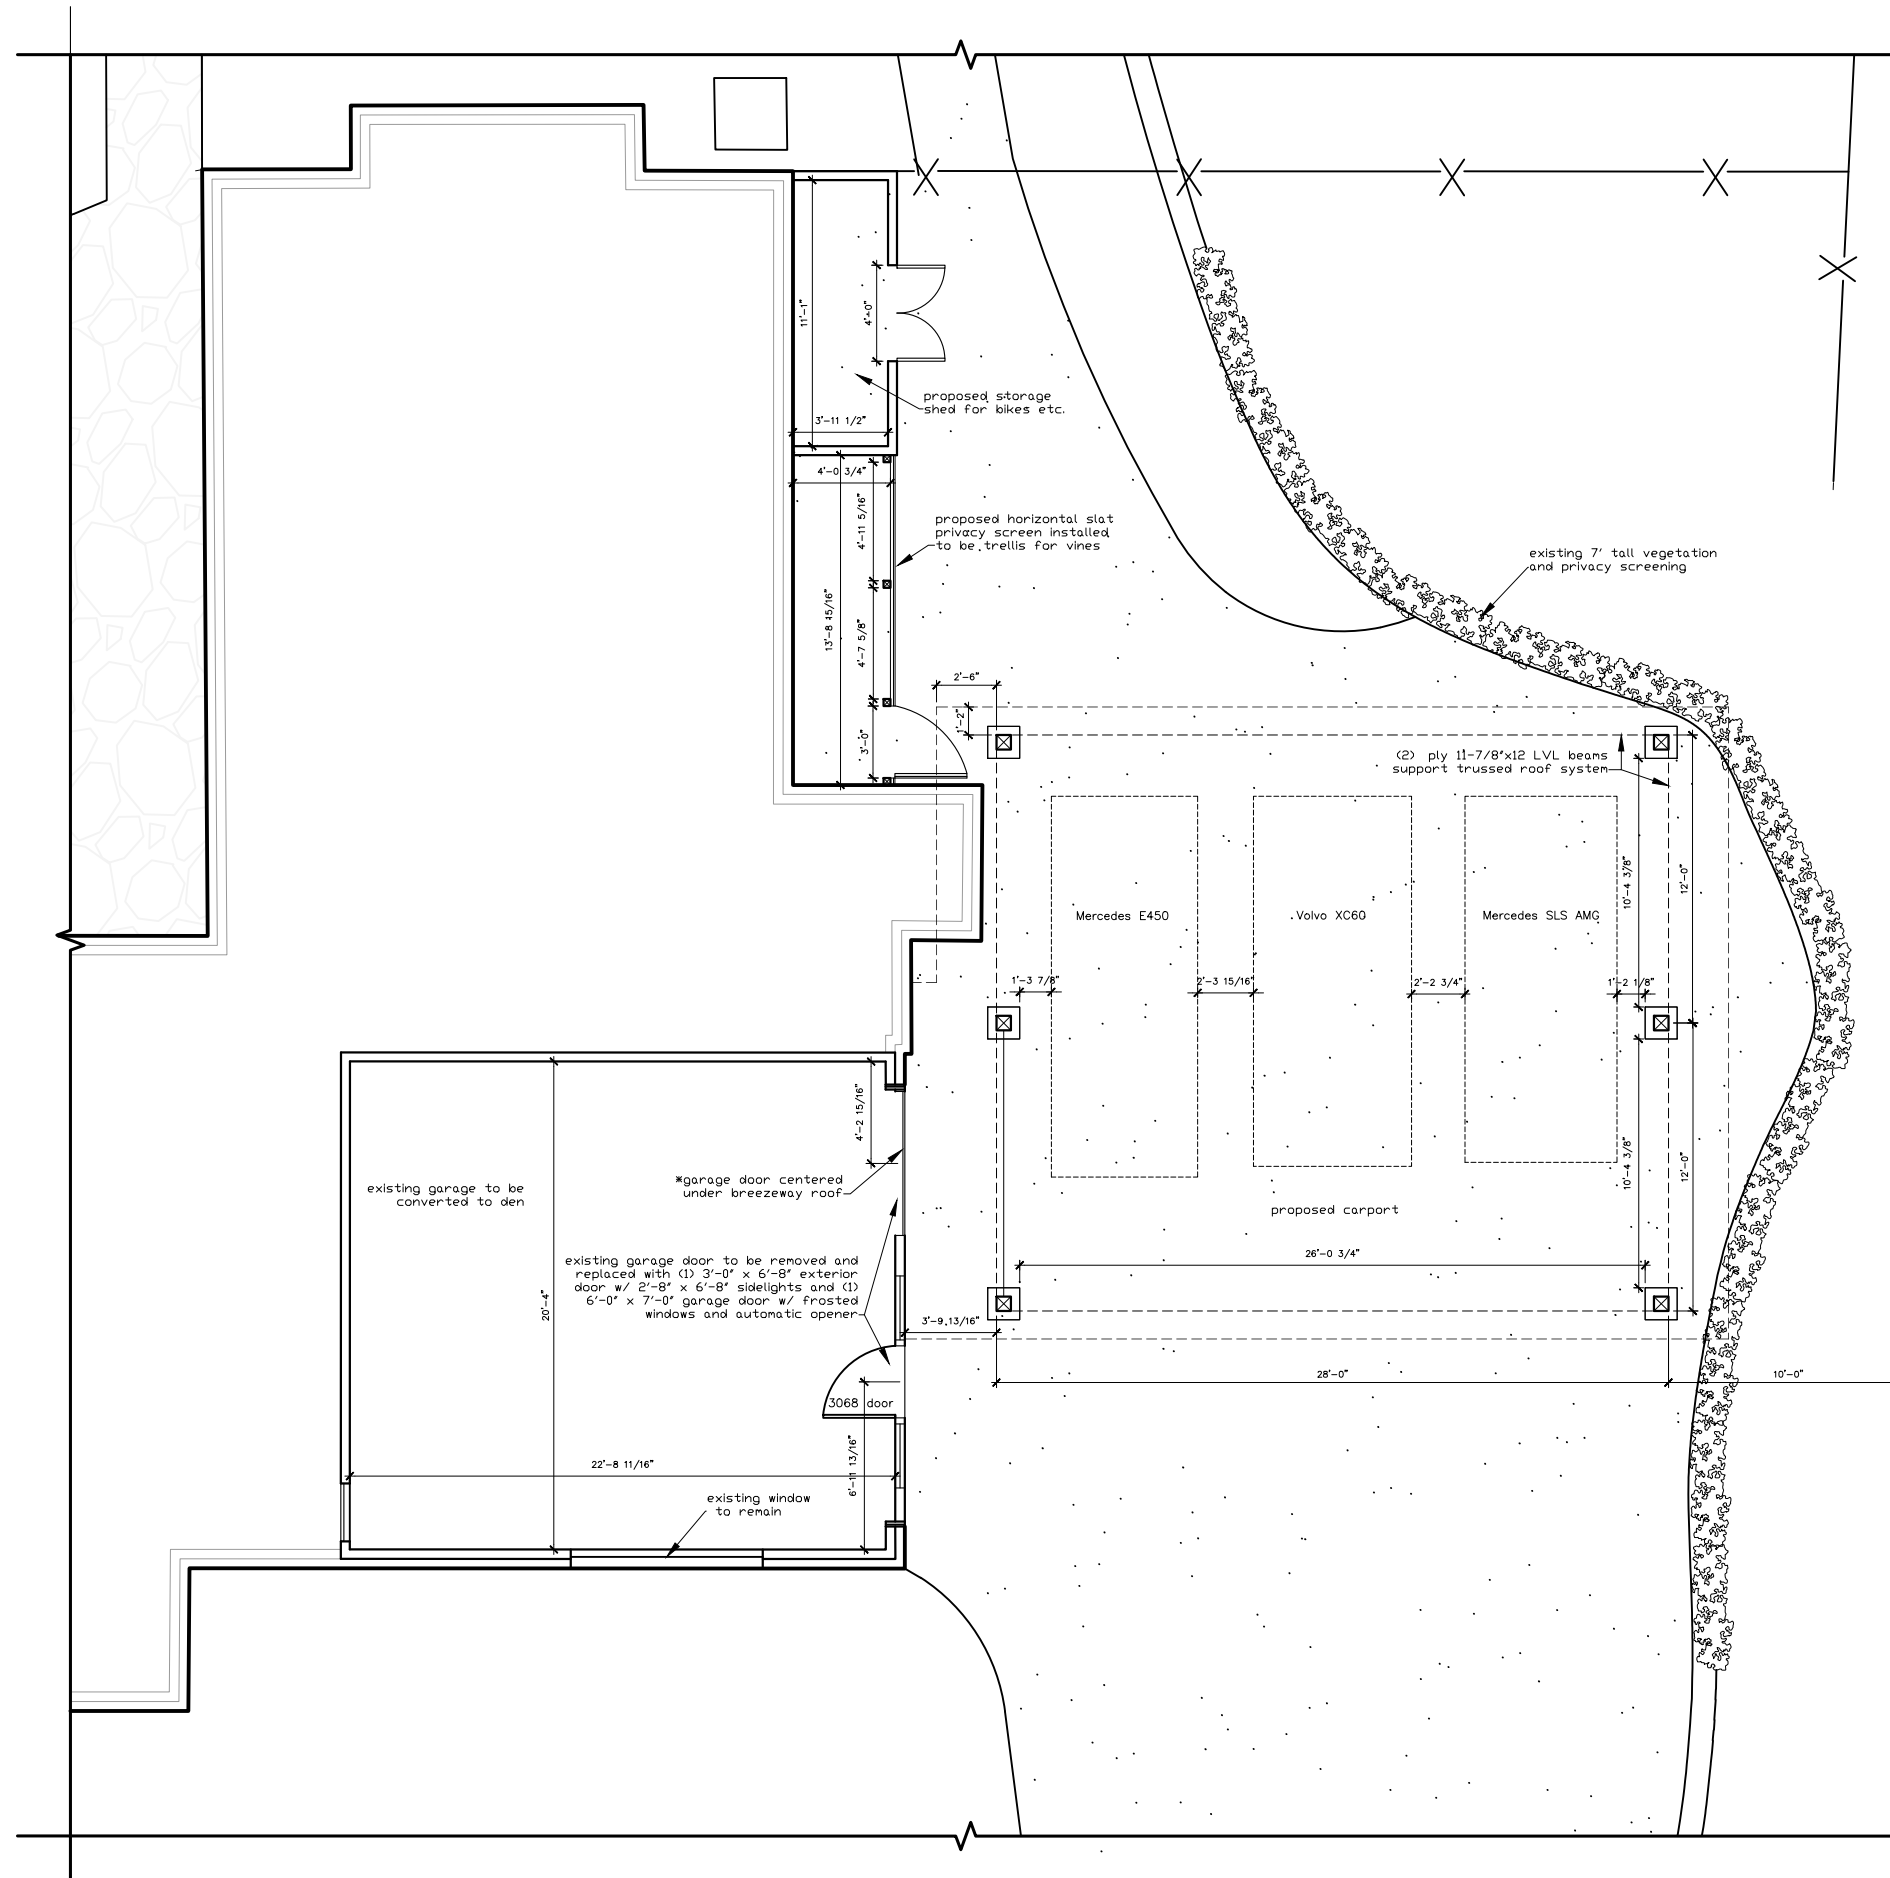 11'-1"
4'-0"
proposed storage
shed for bikes etc.
3'-11 1/2"
4'-0 3/4"
4'-11 5/16"
proposed horizontal slat
privacy screen installed
to be trellis for vines
existing 7' tall vegetation
and privacy screening
13'-8 15/16"
4'-7 5/8"
3'-0"
2'-6"
1'-2"
(2) ply 11-7/8"x12 LVL beams
support trussed roof system
10'-4 3/8"
12'-0"
Mercedes E450
Volvo XC60
Mercedes SLS AMG
1'-3 7/8"
2'-3 15/16"
2'-2 3/4"
1'-2 1/8"
4'-2 15/16"
10'-4 3/8"
12'-0"
*garage door centered
under breezeway roof
existing garage to be
converted to den
proposed carport
26'-0 3/4"
existing garage door to be removed and
replaced with (1) 3'-0" x 6'-8" exterior
door w/ 2'-8" x 6'-8" sidelights and (1)
6'-0" x 7'-0" garage door w/ frosted
windows and automatic opener
20'-4"
3'-9 13/16"
28'-0"
10'-0"
3068 door
22'-8 11/16"
6'-11 13/16"
existing window
to remain